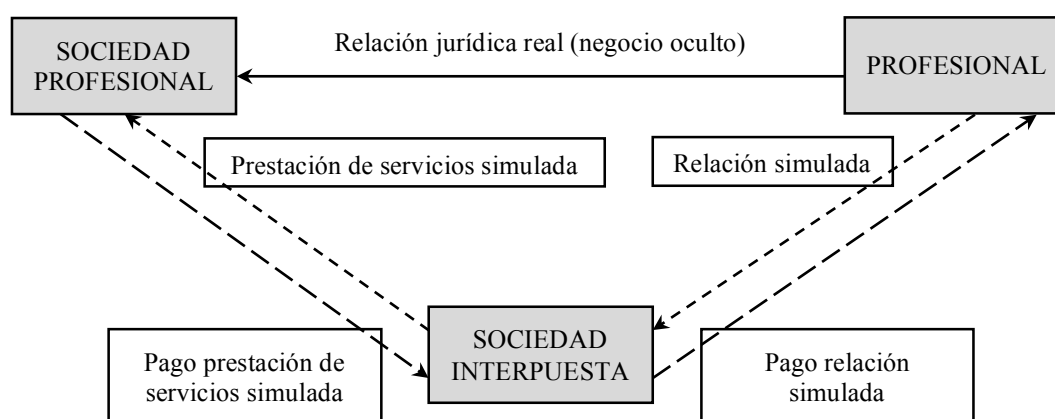 Relación jurídica real (negocio oculto)
SOCIEDAD
PROFESIONAL
PROFESIONAL
Prestación de servicios simulada
Relación simulada
SOCIEDAD
INTERPUESTA
Pago prestación de
servicios simulada
Pago relación
simulada